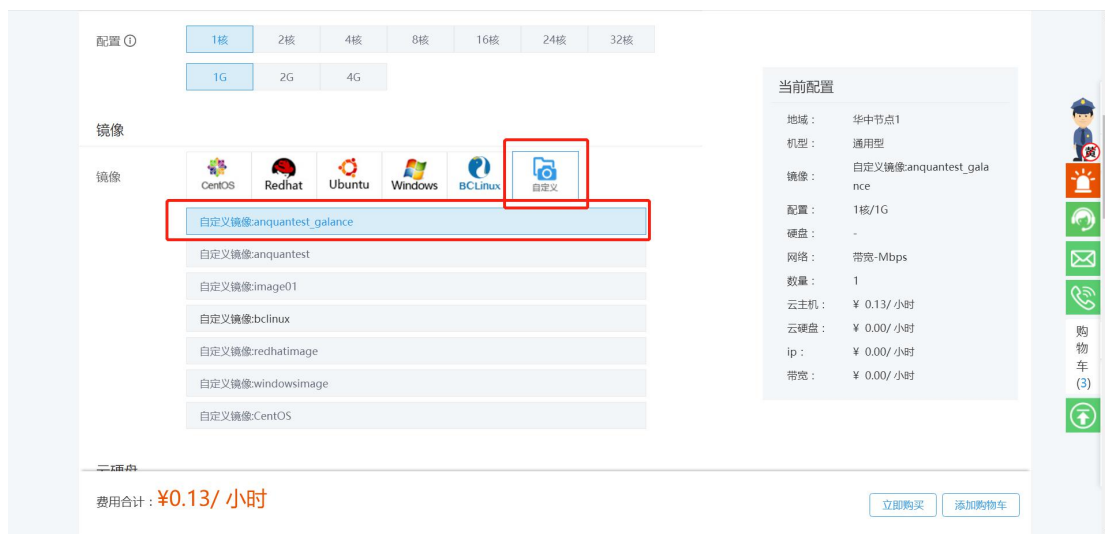 配置
1核 2核 4核 8核 16核 24核 32核
1G 2G 4G
镜像
镜像
CentOS Redhat Ubuntu Windows BCLinux 自定义
自定义镜像:anquantest_galance
自定义镜像:anquantest
自定义镜像:image01
自定义镜像:bclinux
自定义镜像:redhatimage
自定义镜像:windowsimage
自定义镜像:CentOS
云硬盘
费用合计：¥0.13/ 小时
立即购买 添加购物车
当前配置
地域： 华中节点1
机型： 通用型
镜像： 自定义镜像:anquantest_gala
nce
配置： 1核/1G
硬盘： -
网络： 带宽-Mbps
数量： 1
云主机： ¥ 0.13/ 小时
云硬盘： ¥ 0.00/ 小时
ip： ¥ 0.00/ 小时
带宽： ¥ 0.00/ 小时
黄
购
物
车
(3)